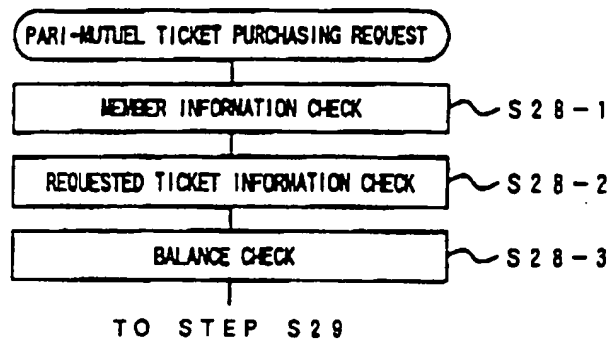 PARI-MUTUEL TICKET PURCHASING REQUEST
MEMBER INFORMATION CHECK S28-1
REQUESTED TICKET INFORMATION CHECK S28-2
BALANCE CHECK S28-3
TO STEP S29